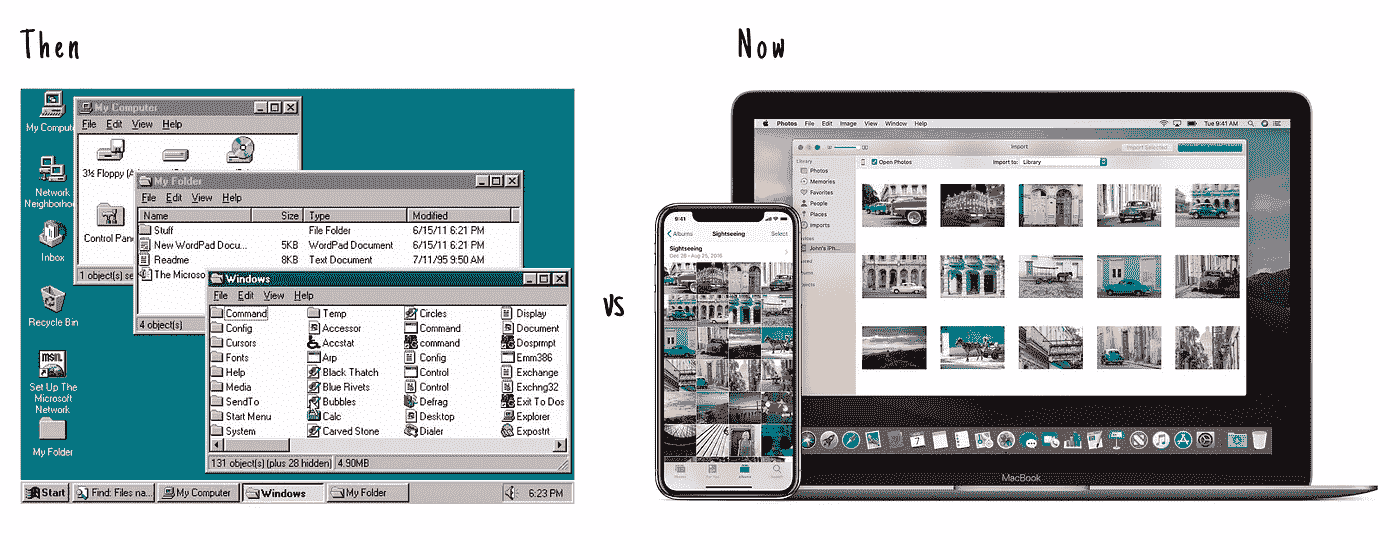 Then
Now
My Comput
Network
Neighborhoo
Inbox
Recycle Bin
msn
Set Up The
Microsoft
Network
My Folder
My Computer
File Edit View Help
3½ Floppy (A
Control Pane
1 object(s) se
My Folder
File Edit View Help
Name Size Type Modified
Stuff File Folder 6/15/11 6:21 PM
New WordPad Docu... 5KB WordPad Document 6/15/11 6:21 PM
Readme 8KB Text Document 7/11/95 9:50 AM
The Microso
4 object(s)
Windows
File Edit View Help
Command Temp Circles Display
Config Accessor Command Document
Cursors Accstat command Dosprmpt
Fonts Arp Config Emm386
Help Black Thatch Control Exchange
Media Blue Rivets Control Exchng32
SendTo Bubbles Defrag Exit To Dos
Start Menu Calc Desktop Explorer
System Carved Stone Dialer Expostrt
131 object(s) (plus 28 hidden) 4.90MB
Start Find: Files na... My Computer Windows My Folder 6:23 PM
vs
9:41
Albums Select
Sightseeing
Sightseeing
Albums
Photos File Edit Image View Window Help Tue 9:41 AM
Import
Import Selected
Library
Open Photos Import to: Library
Photos
Memories
Favorites
People
Places
Imports
John's iPh...
MacBook